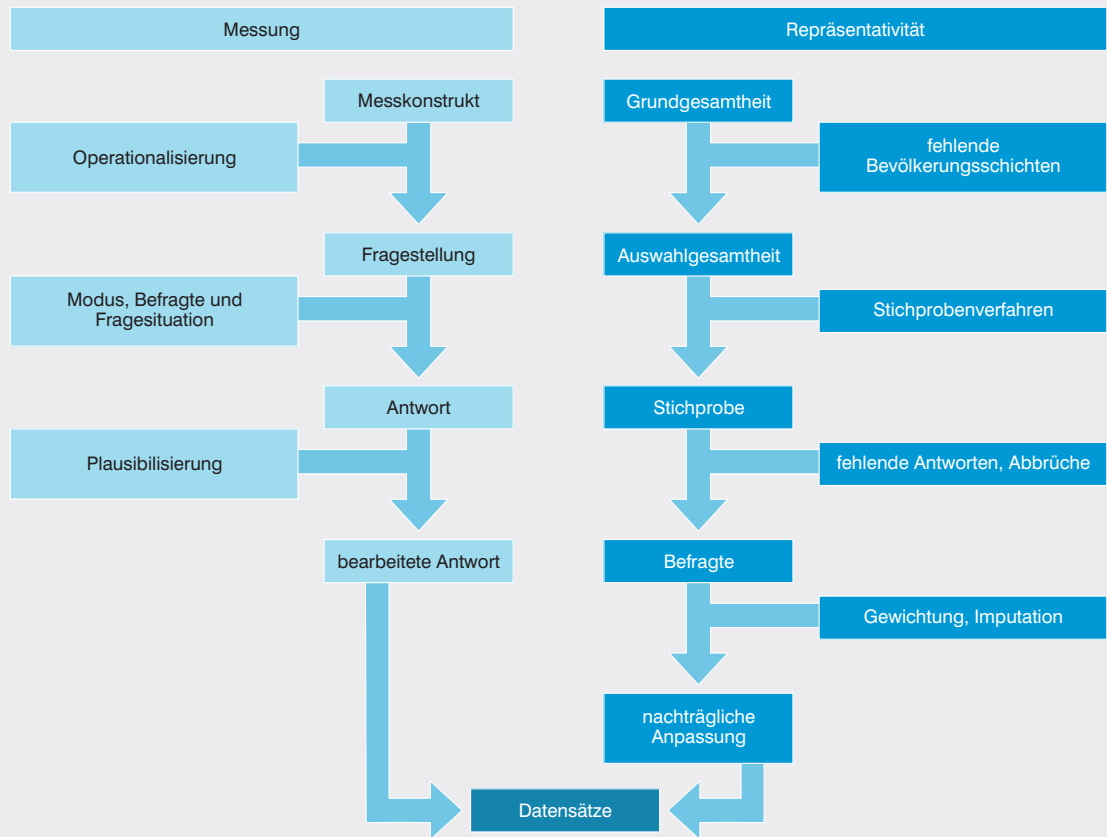 Messung
Repräsentativität
Messkonstrukt
Grundgesamtheit
Operationalisierung
fehlende
Bevölkerungsschichten
Fragestellung
Auswahlgesamtheit
Modus, Befragte und
Fragesituation
Stichprobenverfahren
Antwort
Stichprobe
Plausibilisierung
fehlende Antworten, Abbrüche
bearbeitete Antwort
Befragte
Gewichtung, Imputation
nachträgliche
Anpassung
Datensätze